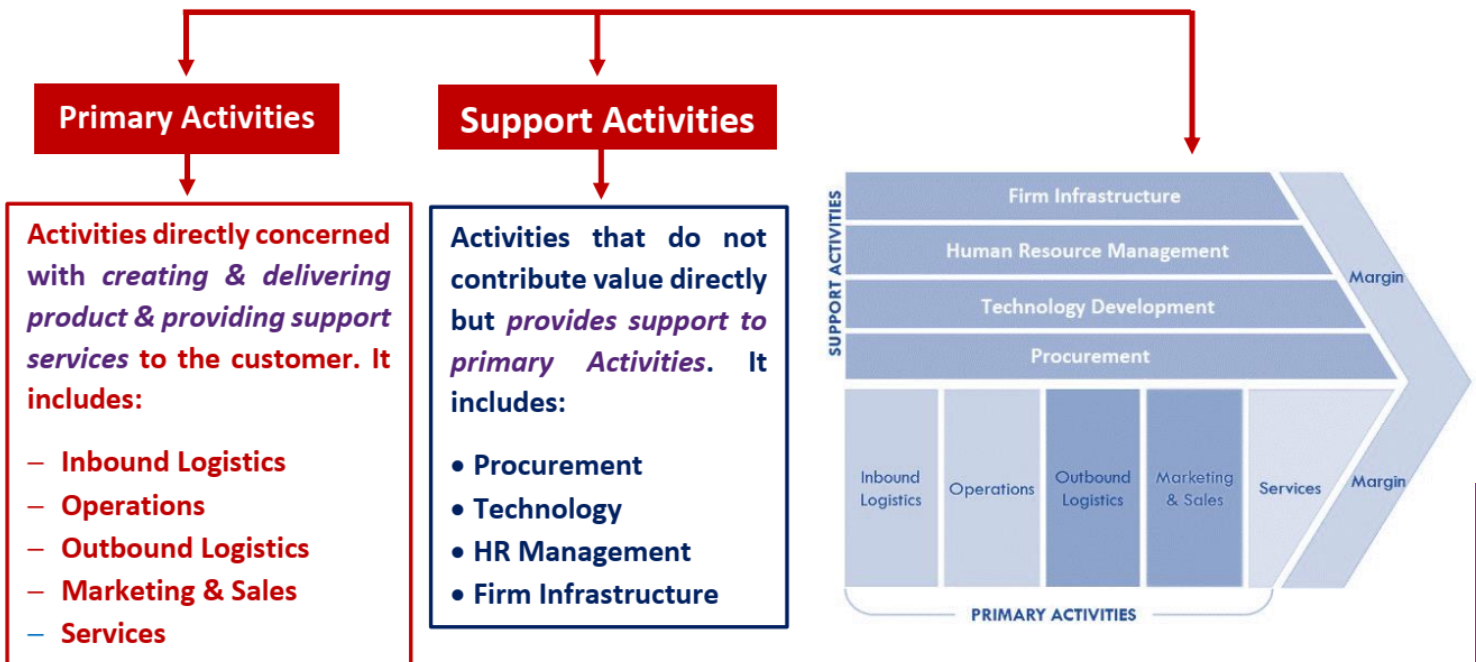 Primary Activities
Activities directly concerned
with creating & delivering
product & providing support
services to the customer. It
includes:
– Inbound Logistics
– Operations
– Outbound Logistics
– Marketing & Sales
– Services
Support Activities
Activities that do not
contribute value directly
but provides support to
primary Activities. It
includes:
• Procurement
• Technology
• HR Management
• Firm Infrastructure
SUPPORT ACTIVITIES
Firm Infrastructure
Human Resource Management
Technology Development
Procurement
Margin
Inbound
Logistics
Operations
Outbound
Logistics
Marketing
& Sales
Services
Margin
PRIMARY ACTIVITIES